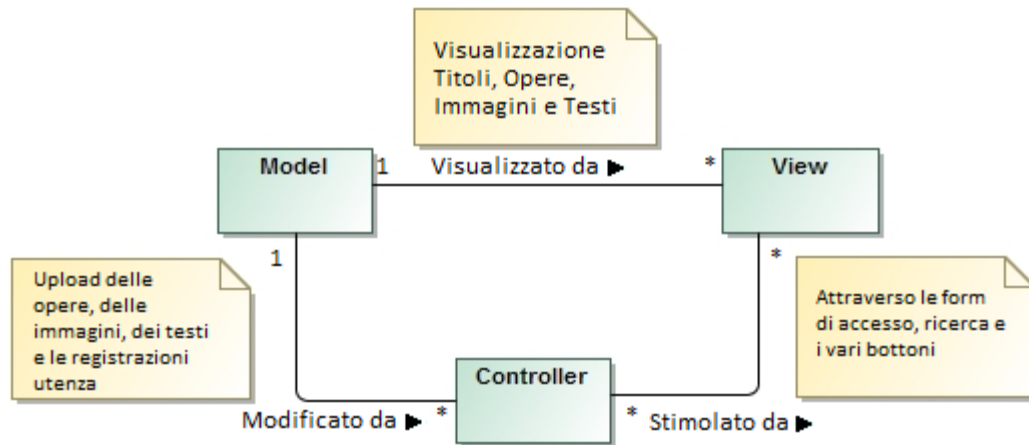 Visualizzazione
Titoli, Opere,
Immagini e Testi
Model
1
Visualizzato da ►
*
View
1
*
Upload delle
opere, delle
immagini, dei testi
e le registrazioni
utenza
Attraverso le form
di accesso, ricerca e
i vari bottoni
Controller
Modificato da ►
*
*
Stimolato da ►